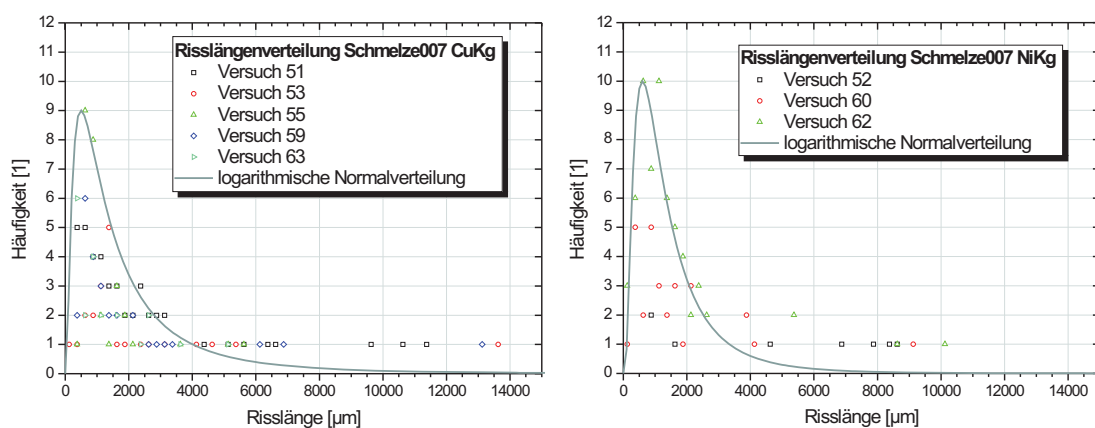 Risslängenverteilung Schmelze007 CuKg
Versuch 51
Versuch 53
Versuch 55
Versuch 59
Versuch 63
logarithmische Normalverteilung
Häufigkeit [1]
12
11
10
9
8
7
6
5
4
3
2
1
0
0 2000 4000 6000 8000 10000 12000 14000
Risslänge [µm]
Risslängenverteilung Schmelze007 NiKg
Versuch 52
Versuch 60
Versuch 62
logarithmische Normalverteilung
Häufigkeit [1]
12
11
10
9
8
7
6
5
4
3
2
1
0
0 2000 4000 6000 8000 10000 12000 14000
Risslänge [µm]